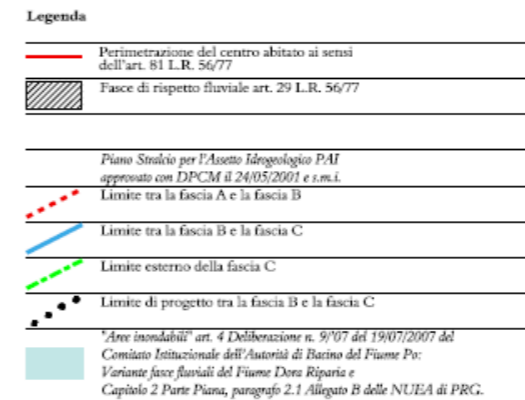 Legenda
Perimetrazione del centro abitato ai sensi
dell'art. 81 L.R. 56/77
Fasce di rispetto fluviale art. 29 L.R. 56/77
Piano Stralcio per l'Assetto Idrogeologico PAI
approvato con DPCM il 24/05/2001 e s.m.i.
Limite tra la fascia A e la fascia B
Limite tra la fascia B e la fascia C
Limite esterno della fascia C
Limite di progetto tra la fascia B e la fascia C
"Aree inondabili" art. 4 Deliberazione n. 9/'07 del 19/07/2007 del
Comitato Istituzionale dell'Autorità di Bacino del Fiume Po:
Variante fasce fluviali del Fiume Dora Riparia e
Capitolo 2 Parte Piana, paragrafo 2.1 Allegato B delle NUEA di PRG.